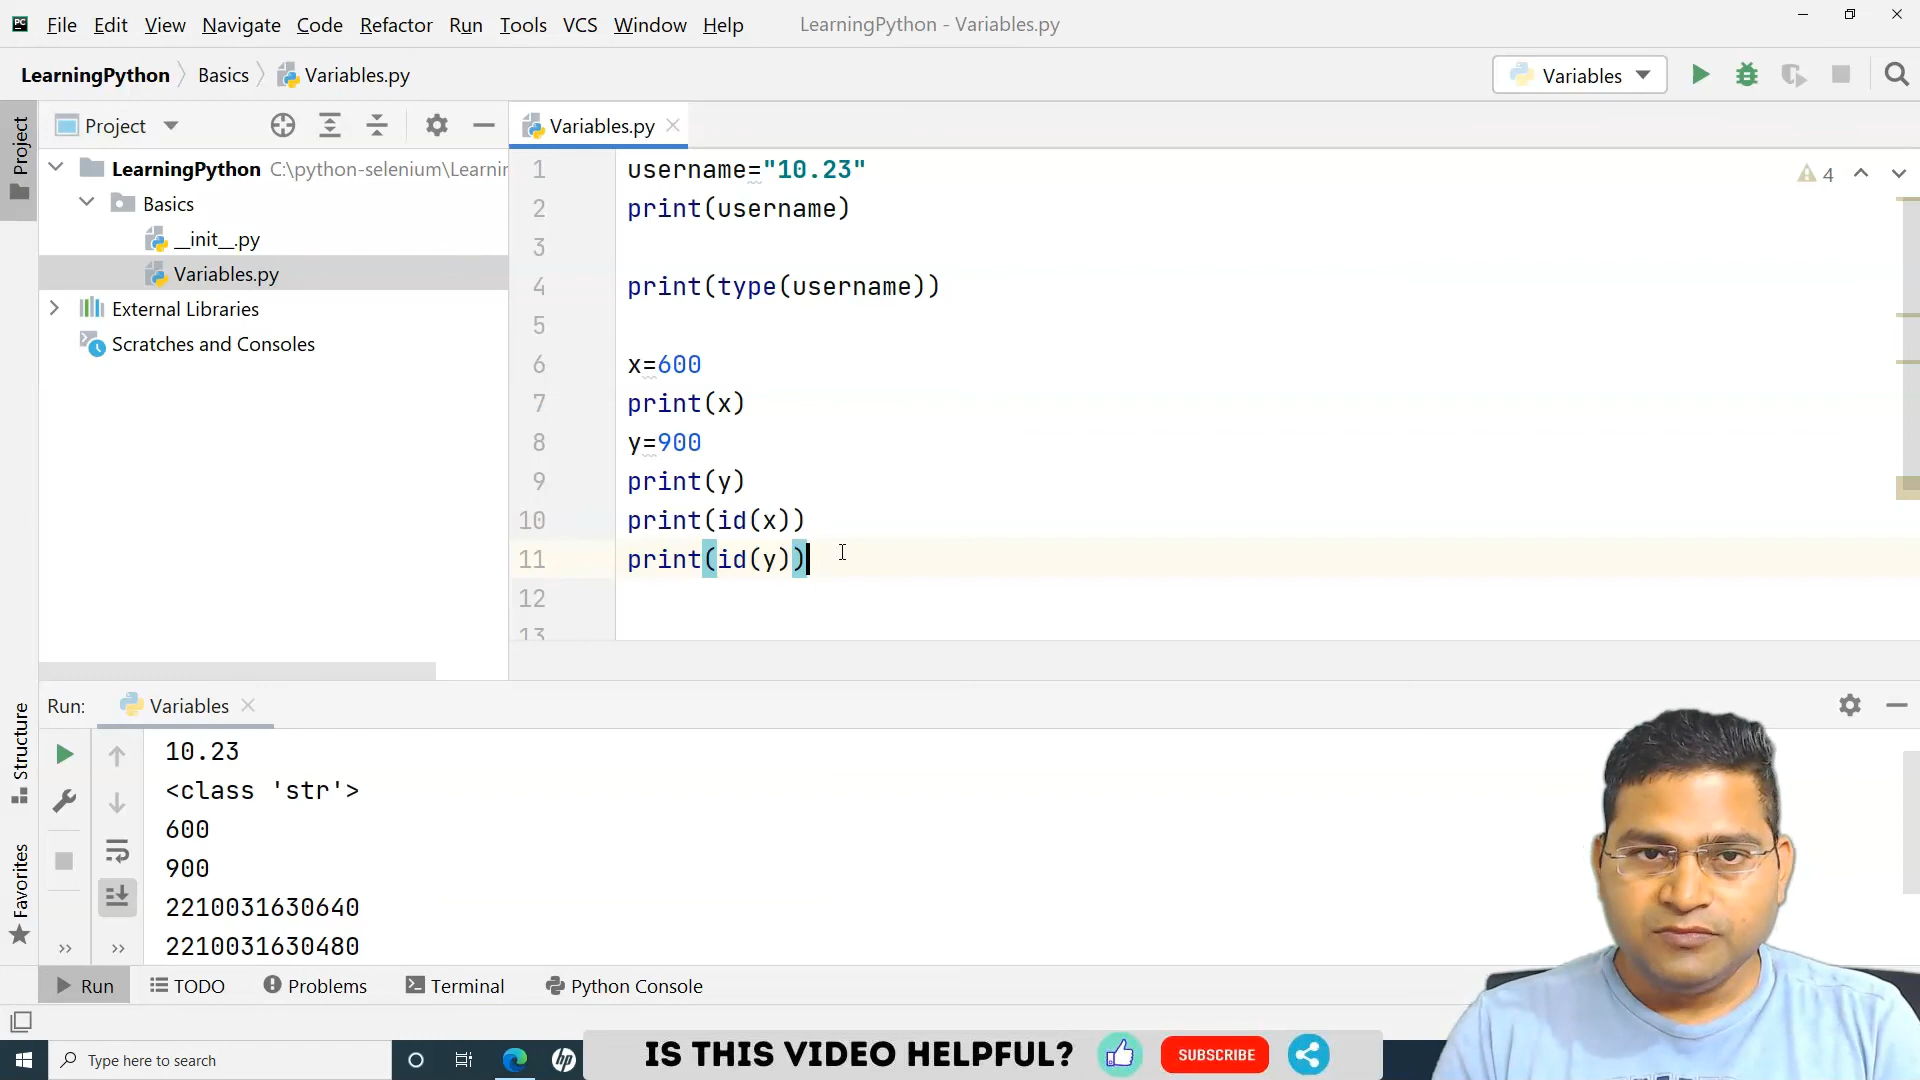 File Edit View Navigate Code Refactor Run Tools VCS Window Help LearningPython - Variables.py
LearningPython Basics Variables.py Variables
Project
Project
LearningPython C:\python-selenium\Learnin
Basics
__init__.py
Variables.py
External Libraries
Scratches and Consoles
Variables.py
4
1 username="10.23"
2 print(username)
3
4 print(type(username))
5
6 x=600
7 print(x)
8 y=900
9 print(y)
10 print(id(x))
11 print(id(y))
12
13
Run: Variables
10.23
<class 'str'>
600
900
2210031630640
2210031630480
Structure
Favorites
Run TODO Problems Terminal Python Console
Type here to search
hp
IS THIS VIDEO HELPFUL? SUBSCRIBE